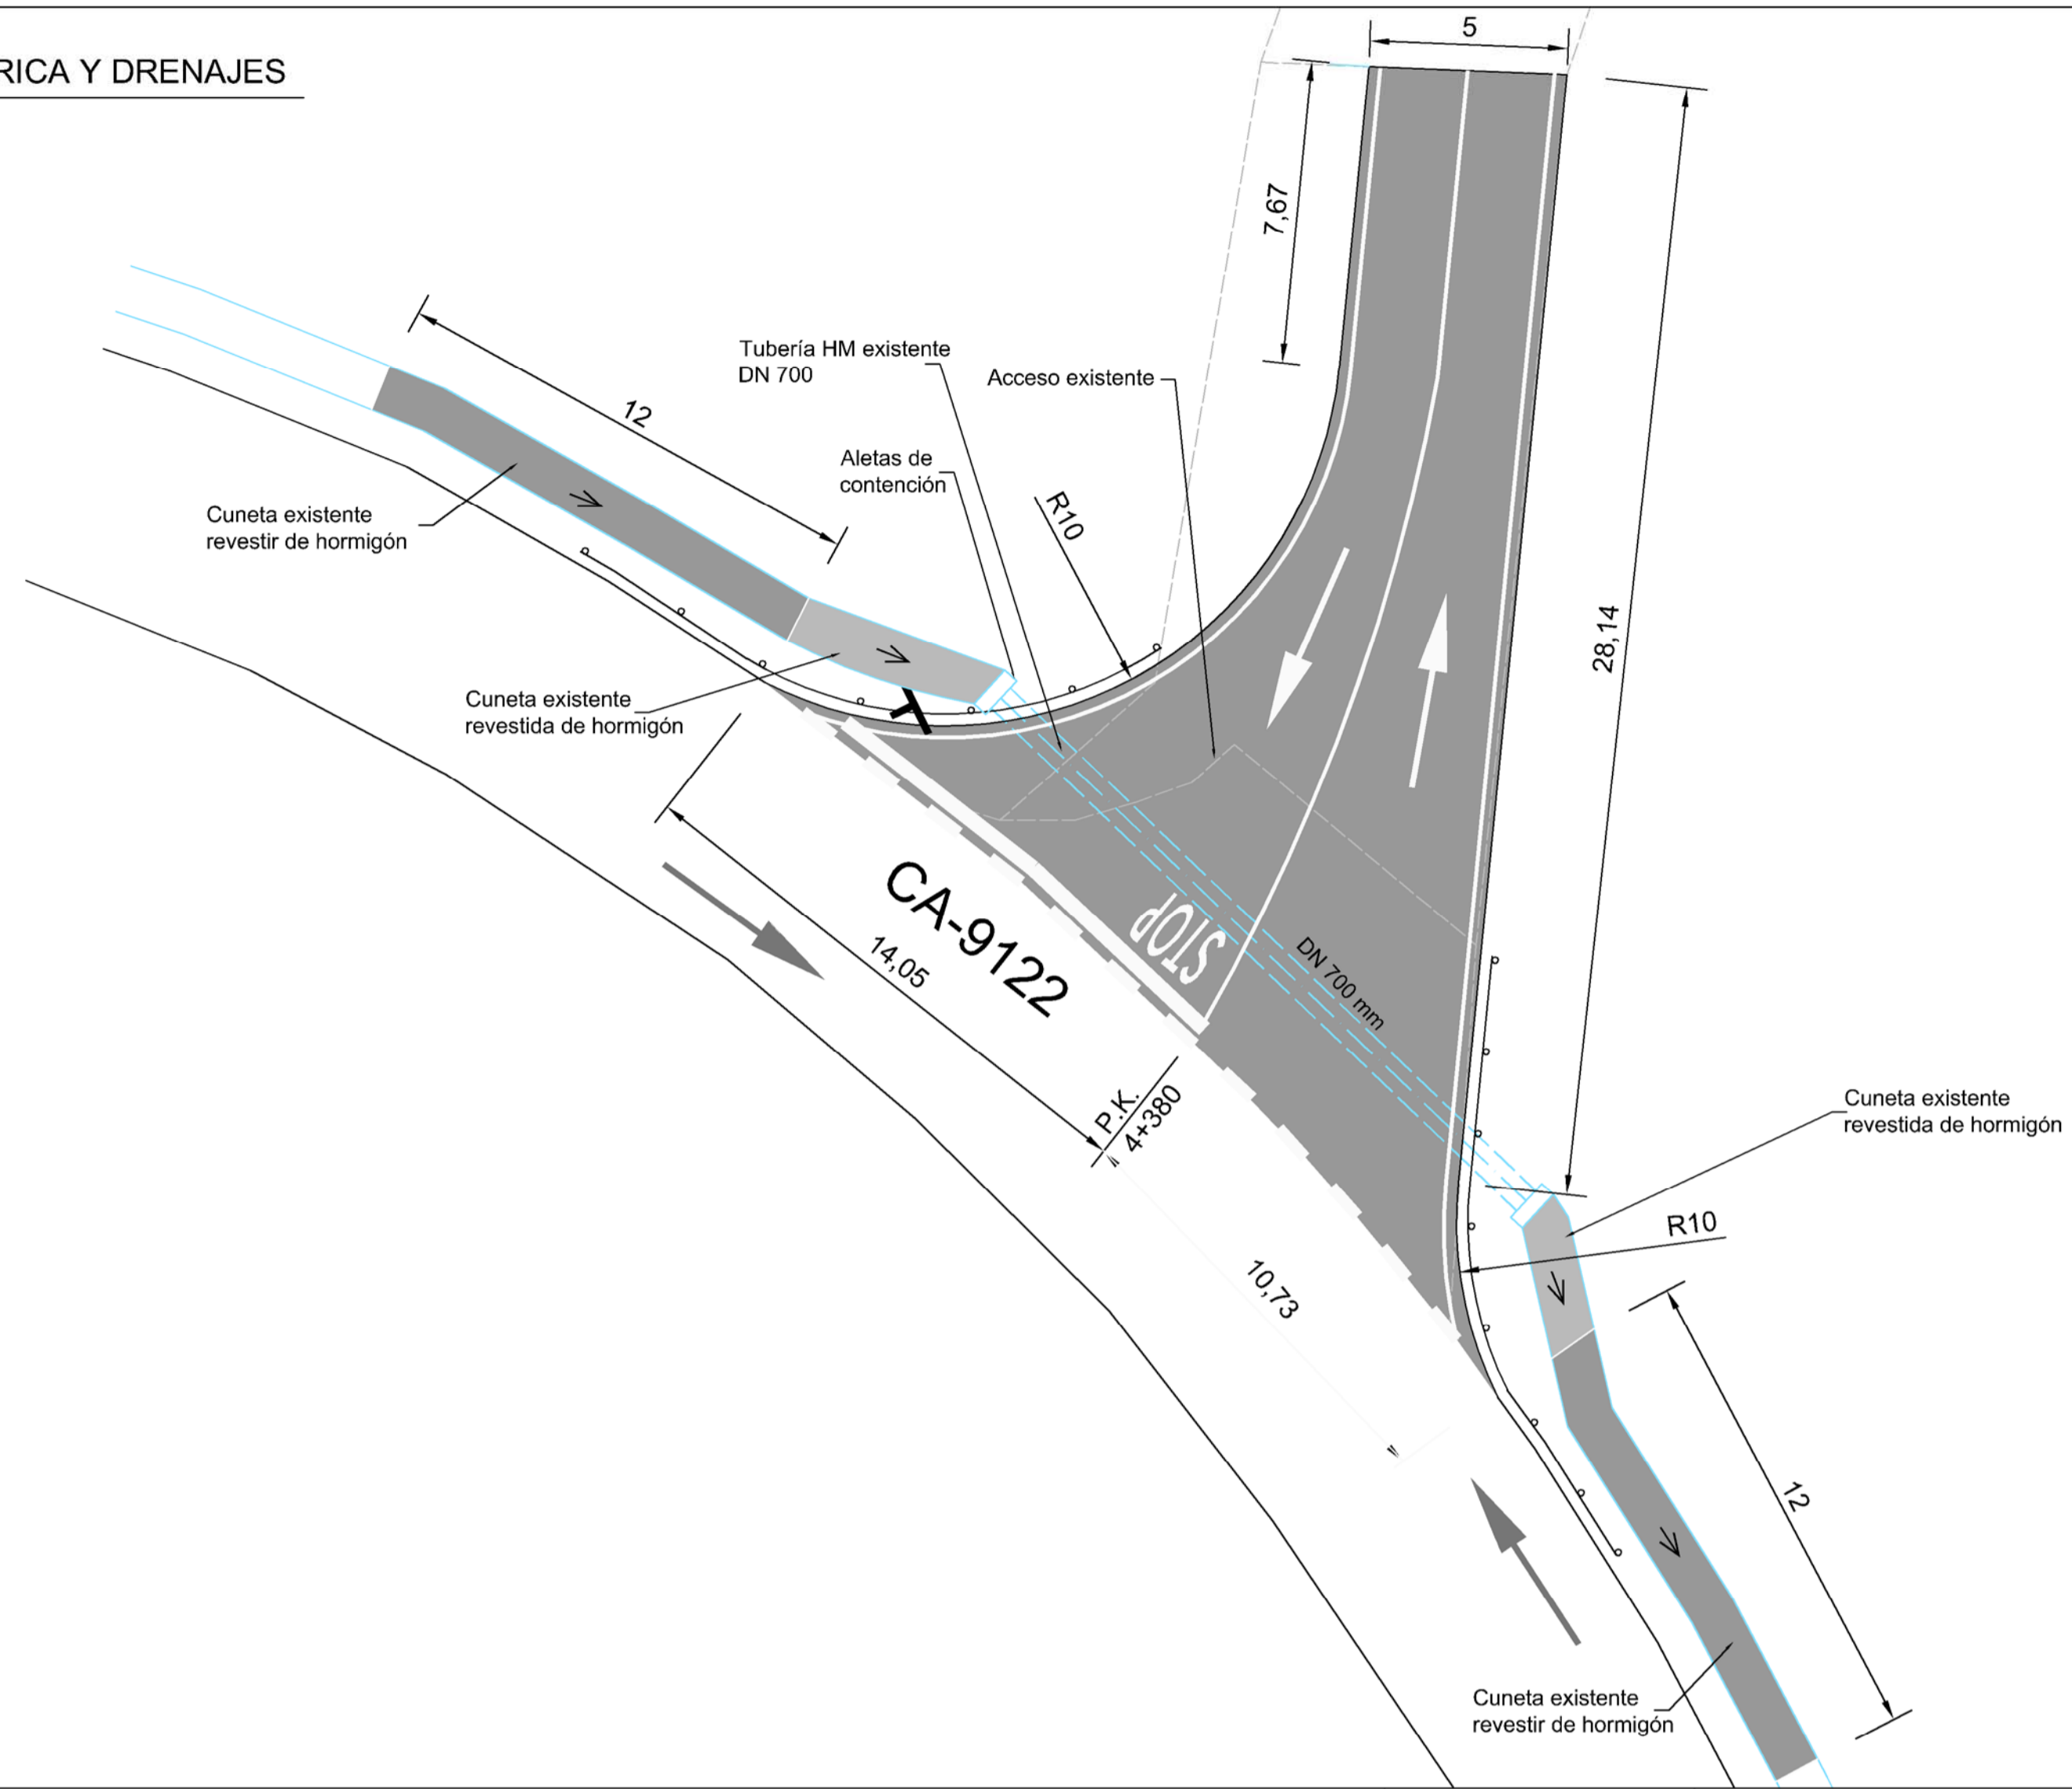 RICA Y DRENAJES
5
7,67
28,14
12
Tubería HM existente
DN 700
Acceso existente
Aletas de
contención
R10
Cuneta existente
revestir de hormigón
Cuneta existente
revestida de hormigón
CA-9122
14,05
STOP
DN 700 mm
P.K.
4+380
10,73
Cuneta existente
revestida de hormigón
R10
12
Cuneta existente
revestir de hormigón